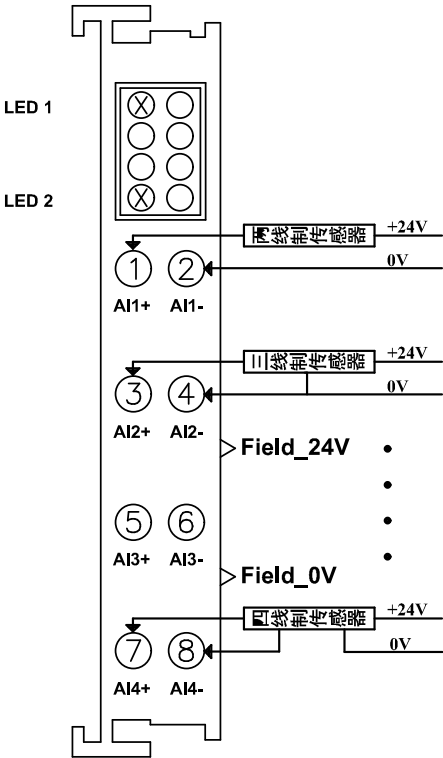 LED 1
LED 2
两线制传感器 +24V
① ② 0V
AI1+ AI1-
三线制传感器 +24V
③ ④ 0V
AI2+ AI2-
Field_24V
⑤ ⑥
AI3+ AI3-
Field_0V
四线制传感器 +24V
⑦ ⑧ 0V
AI4+ AI4-